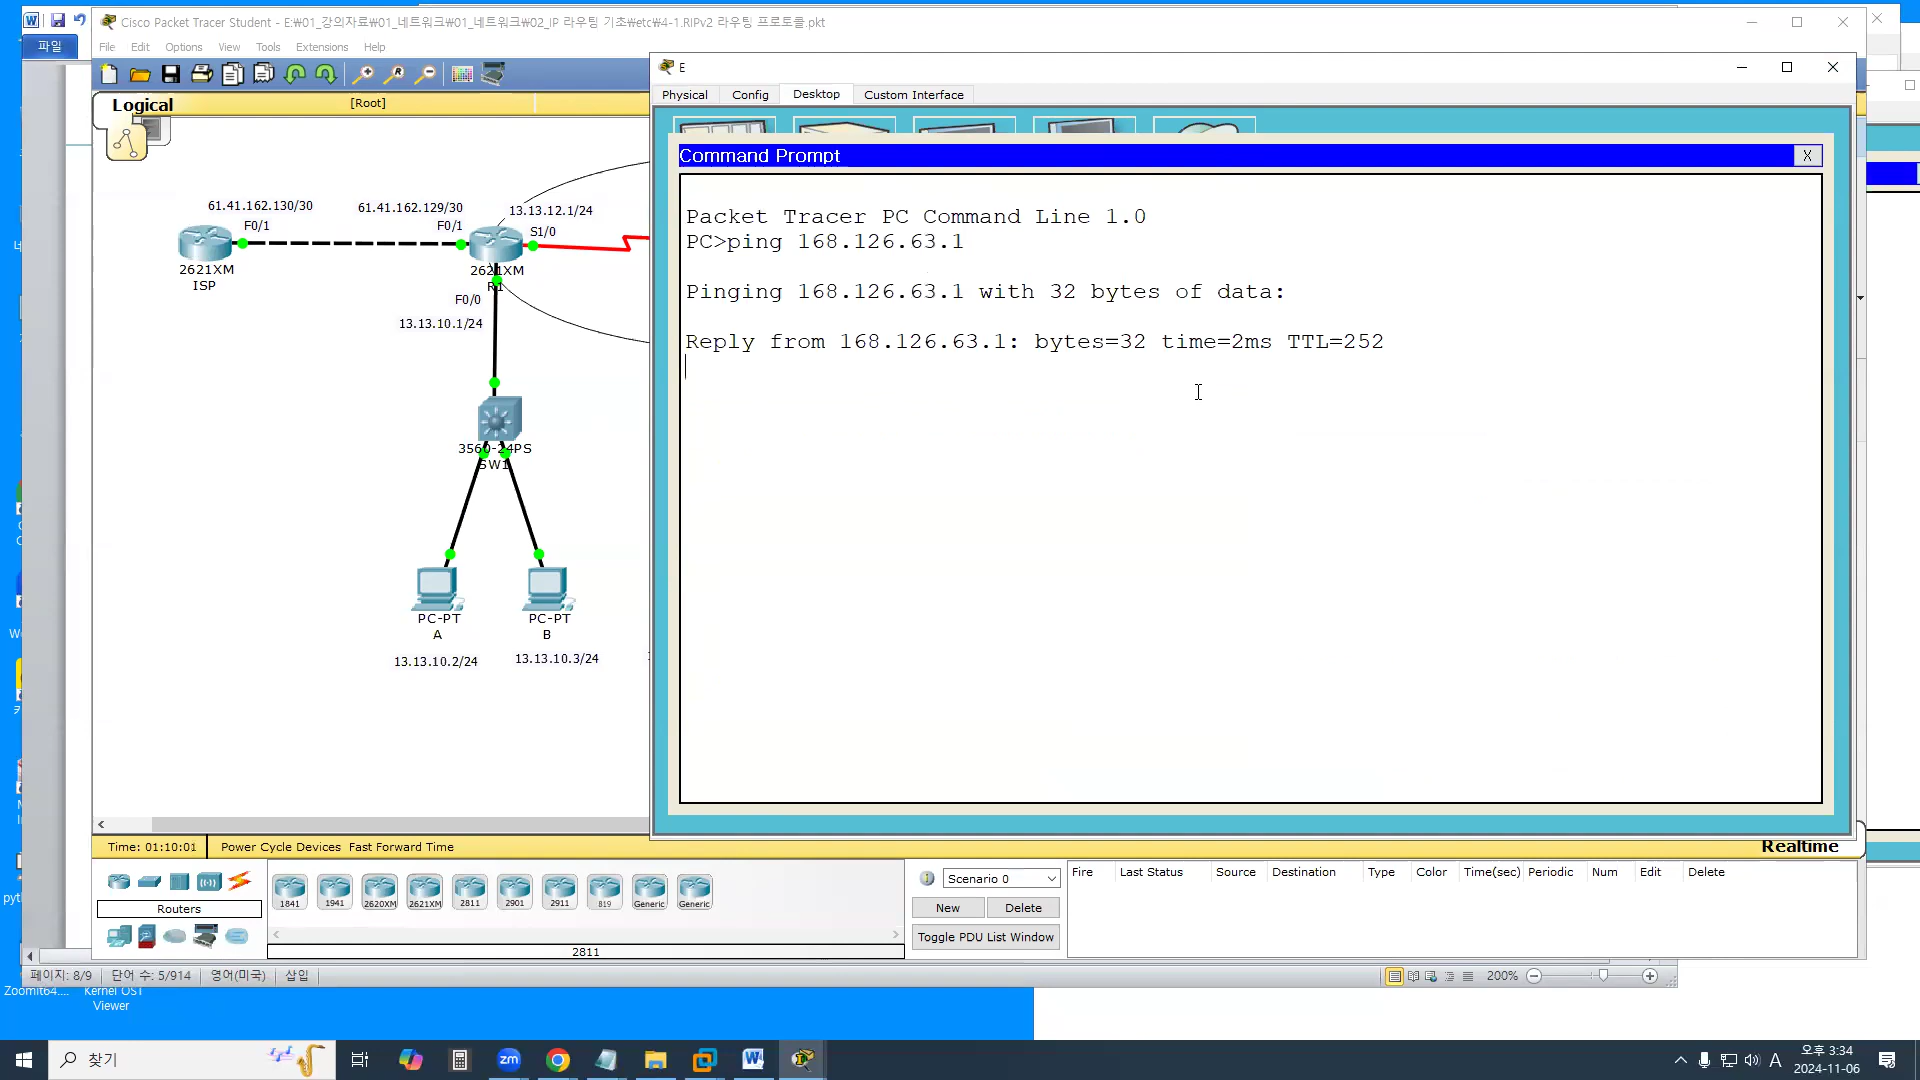 파일
Cisco Packet Tracer Student - E:₩01_강의자료₩01_네트워크₩01_네트워크₩02_IP 라우팅 기초₩etc₩4-1.RIPv2 라우팅 프로토콜.pkt
File Edit Options View Tools Extensions Help
Logical
[Root]
E
Physical Config Desktop Custom Interface
Command Prompt
X
Packet Tracer PC Command Line 1.0
PC>ping 168.126.63.1
Pinging 168.126.63.1 with 32 bytes of data:
Reply from 168.126.63.1: bytes=32 time=2ms TTL=252
61.41.162.130/30
61.41.162.129/30
13.13.12.1/24
F0/1
F0/1
S1/0
2621XM
ISP
2621XM
R1
F0/0
13.13.10.1/24
3560-24PS
SW1
PC-PT
A
PC-PT
B
13.13.10.2/24
13.13.10.3/24
Time: 01:10:01
Power Cycle Devices Fast Forward Time
Realtime
Routers
1841 1941 2620XM 2621XM 2811 2901 2911 819 Generic Generic
2811
Scenario 0
New Delete
Toggle PDU List Window
Fire Last Status Source Destination Type Color Time(sec) Periodic Num Edit Delete
페이지: 8/9 단어 수: 5/914 영어(미국) 삽입
200%
Zoomit64....
Kernel OST
Viewer
찾기
zm
A
오후 3:34
2024-11-06